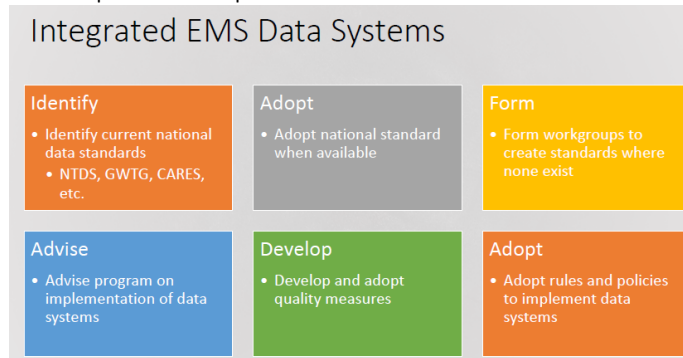 Integrated EMS Data Systems
Identify
• Identify current national
data standards
• NTDS, GWTG, CARES,
etc.
Adopt
• Adopt national standard
when available
Form
• Form workgroups to
create standards where
none exist
Advise
• Advise program on
implementation of data
systems
Develop
• Develop and adopt
quality measures
Adopt
• Adopt rules and policies
to implement data
systems